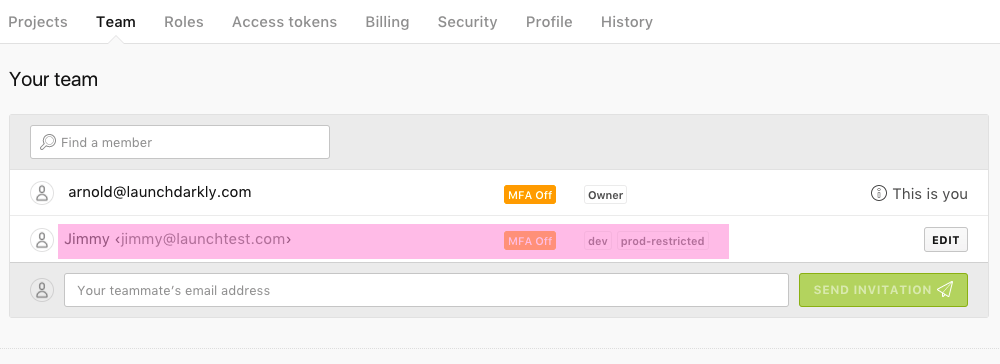 Projects Team Roles Access tokens Billing Security Profile History
Your team
Find a member
arnold@launchdarkly.com MFA Off Owner This is you
Jimmy <jimmy@launchtest.com> MFA Off dev prod-restricted EDIT
Your teammate's email address SEND INVITATION